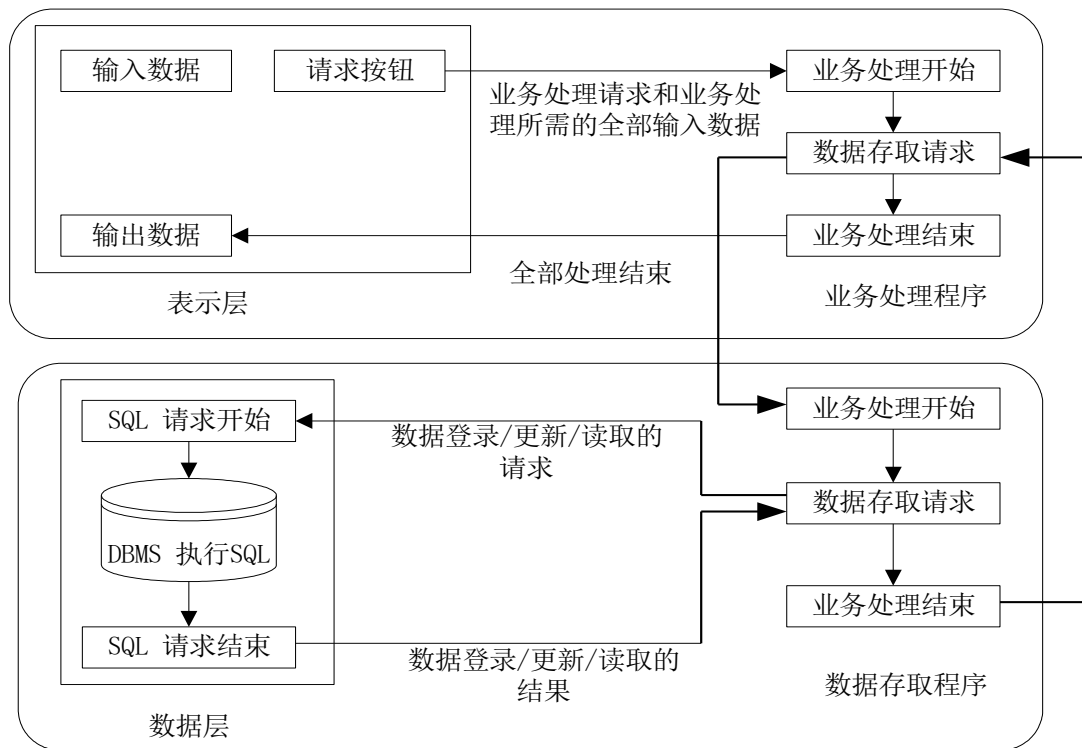 输入数据
请求按钮
业务处理开始
业务处理请求和业务处
理所需的全部输入数据
数据存取请求
输出数据
业务处理结束
全部处理结束
表示层
业务处理程序
SQL 请求开始
业务处理开始
数据登录/更新/读取的
请求
数据存取请求
DBMS 执行SQL
业务处理结束
SQL 请求结束
数据登录/更新/读取的
结果
数据存取程序
数据层